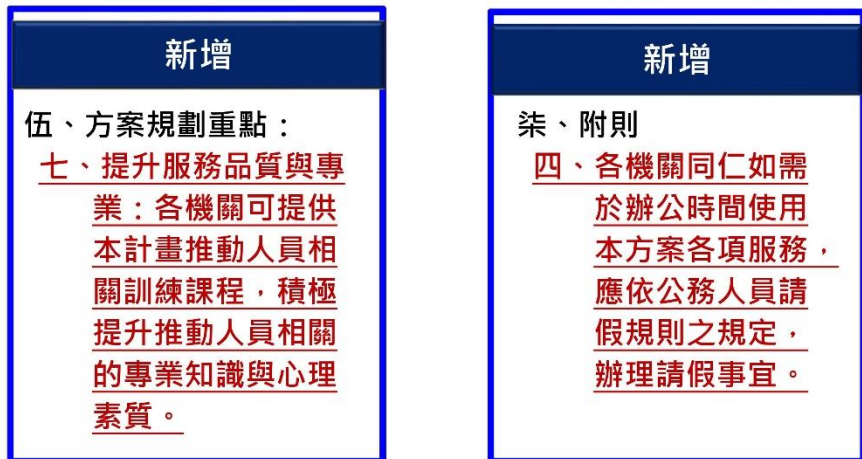 新增
伍、方案規劃重點：
七、提升服務品質與專
業：各機關可提供
本計畫推動人員相
關訓練課程，積極
提升推動人員相關
的專業知識與心理
素質。
新增
柒、附則
四、各機關同仁如需
於辦公時間使用
本方案各項服務，
應依公務人員請
假規則之規定，
辦理請假事宜。